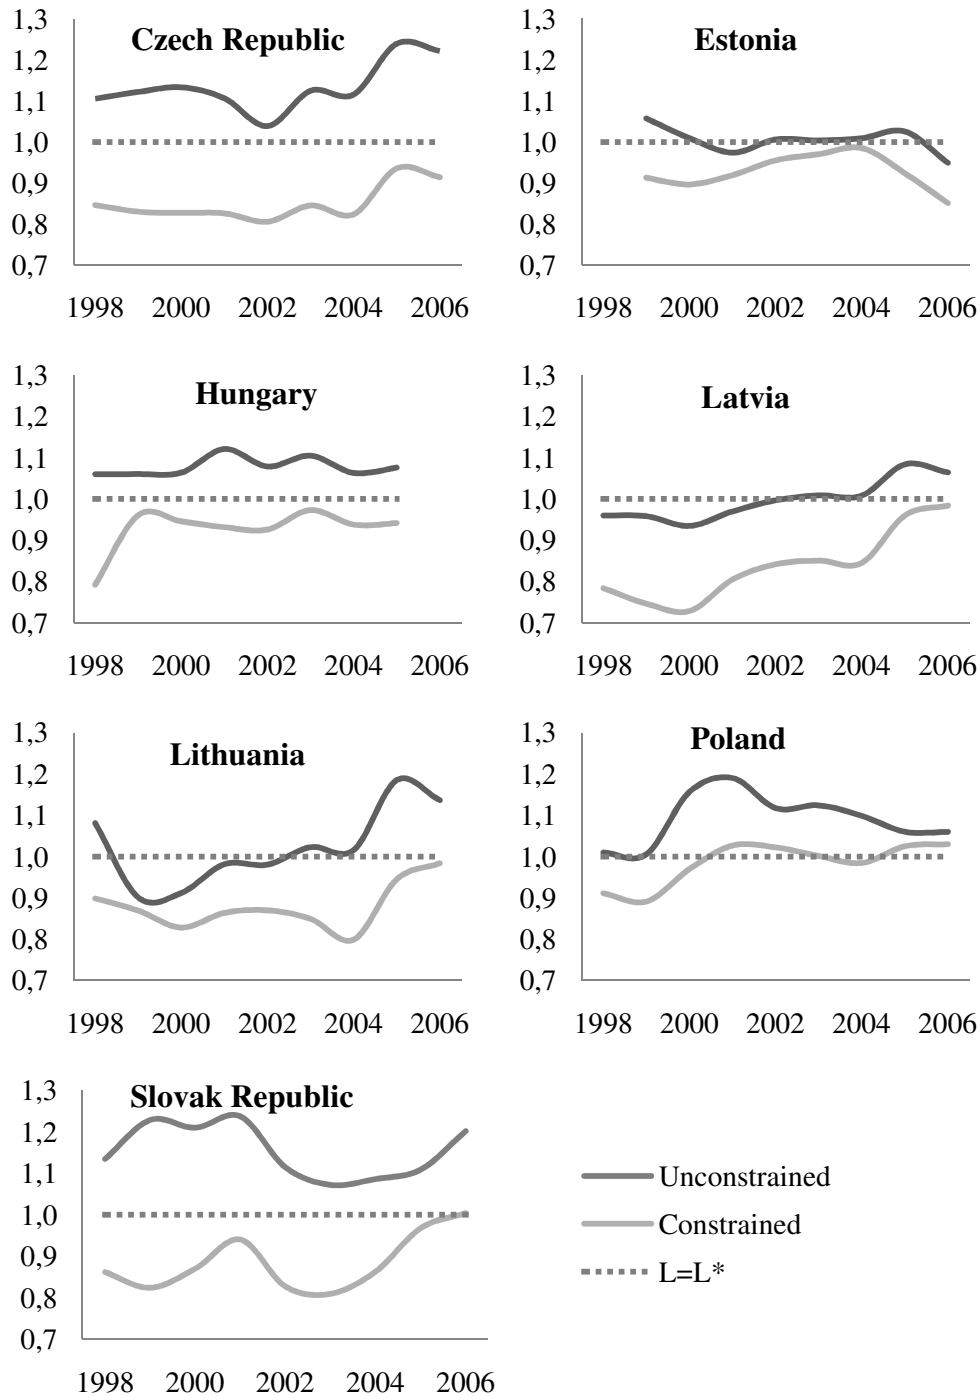 Czech Republic
1,3
1,2
1,1
1,0
0,9
0,8
0,7
1998 2000 2002 2004 2006
Estonia
1,3
1,2
1,1
1,0
0,9
0,8
0,7
1998 2000 2002 2004 2006
Hungary
1,3
1,2
1,1
1,0
0,9
0,8
0,7
1998 2000 2002 2004 2006
Latvia
1,3
1,2
1,1
1,0
0,9
0,8
0,7
1998 2000 2002 2004 2006
Lithuania
1,3
1,2
1,1
1,0
0,9
0,8
0,7
1998 2000 2002 2004 2006
Poland
1,3
1,2
1,1
1,0
0,9
0,8
0,7
1998 2000 2002 2004 2006
Slovak Republic
1,3
1,2
1,1
1,0
0,9
0,8
0,7
1998 2000 2002 2004 2006
Unconstrained
Constrained
L=L*